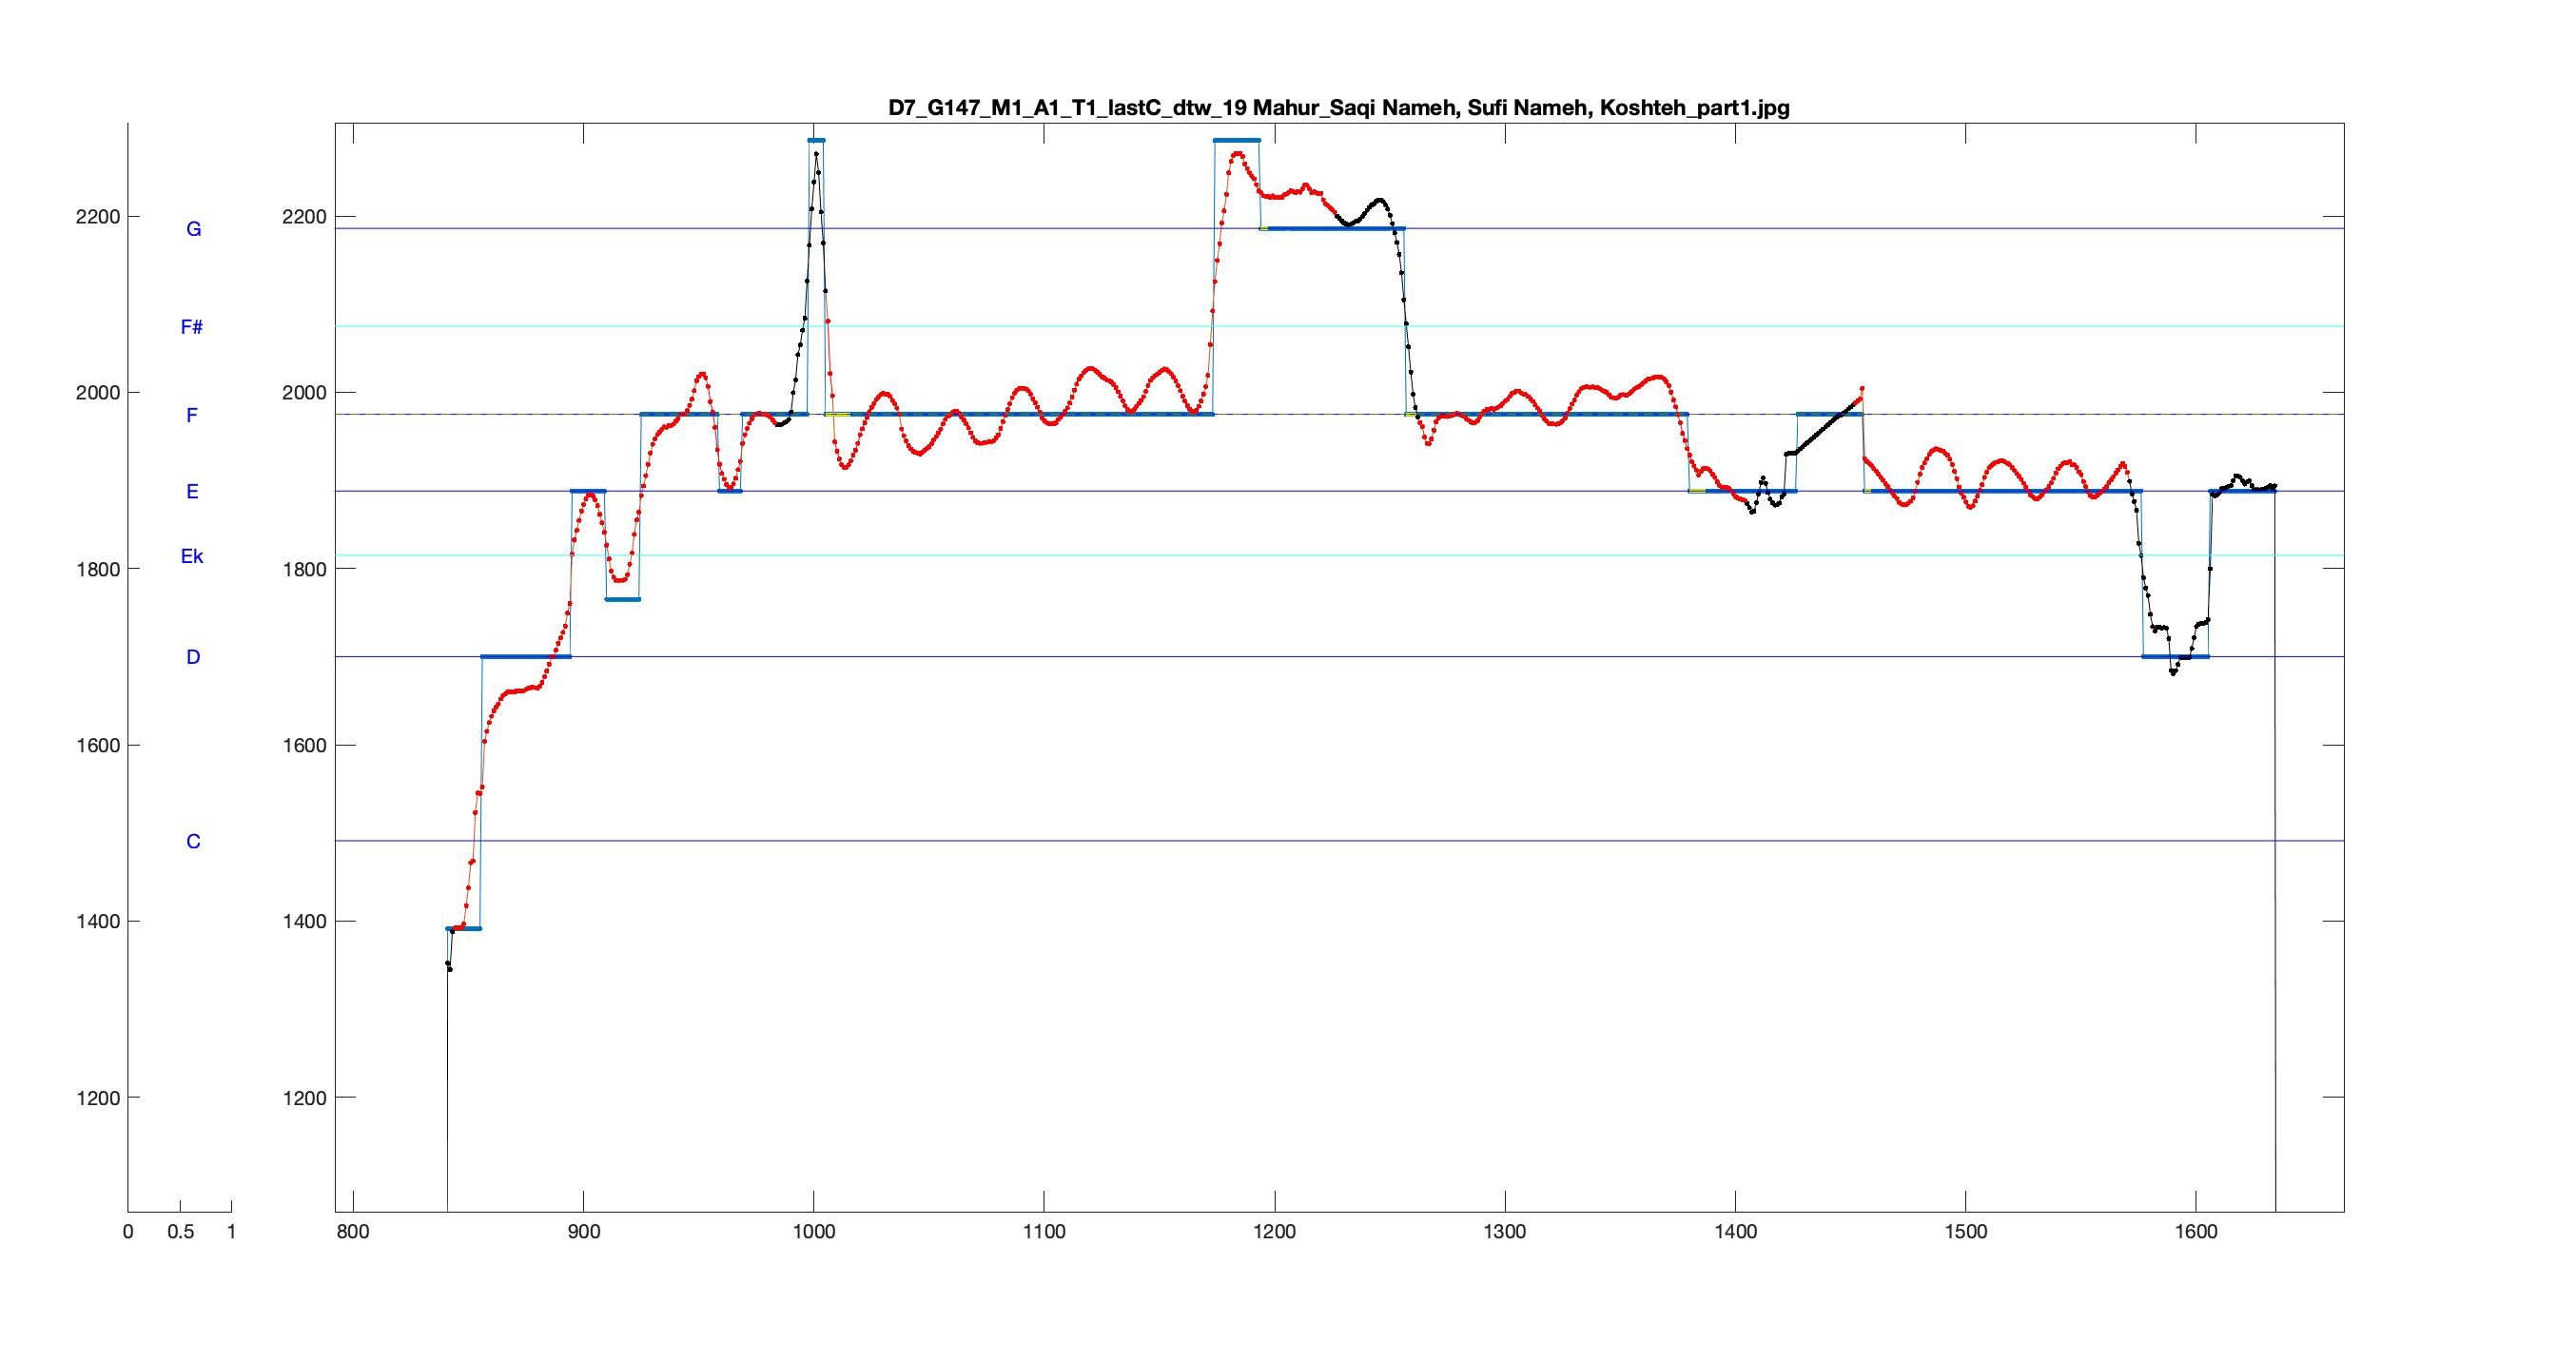 D7_G147_M1_A1_T1_lastC_dtw_19 Mahur_Saqi Nameh, Sufi Nameh, Koshteh_part1.jpg
2200 G 2200
F#
2000 F 2000
E
Ek
1800 1800
D
1600 1600
C
1400 1400
1200 1200
0 0.5 1 800 900 1000 1100 1200 1300 1400 1500 1600